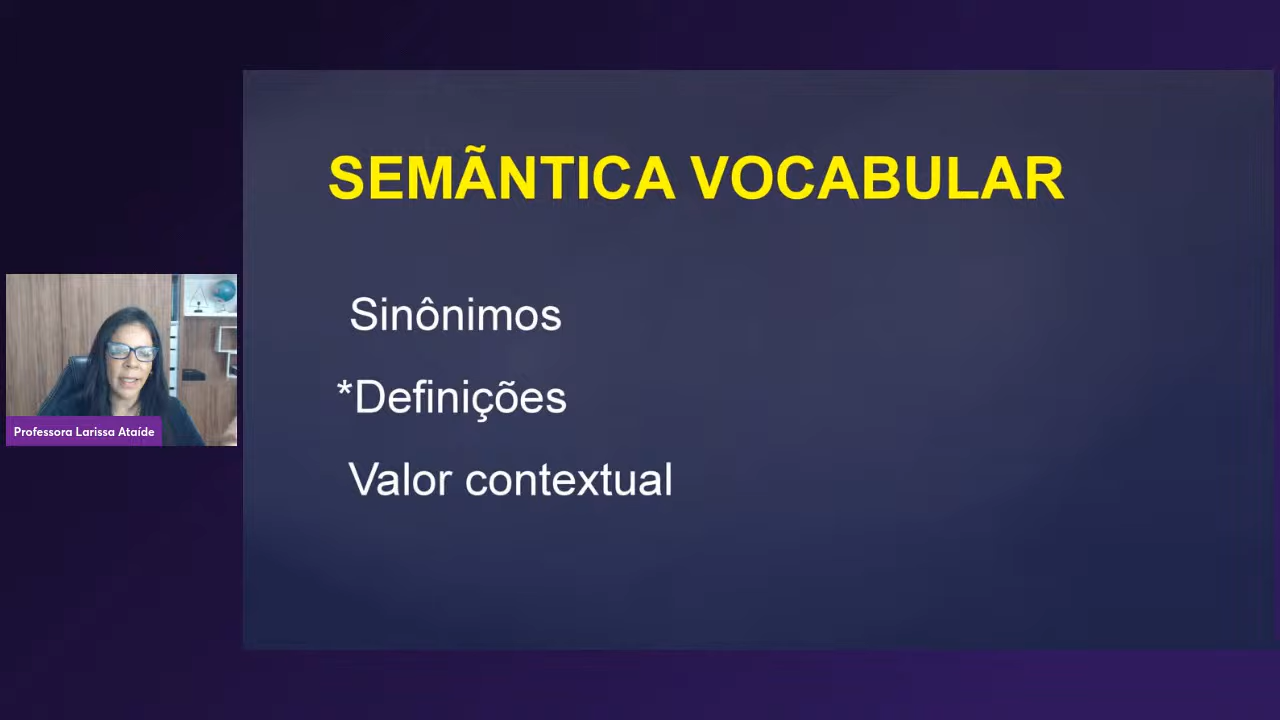 SEMÃNTICA VOCABULAR
Sinônimos
*Definições
Valor contextual
Professora Larissa Ataíde